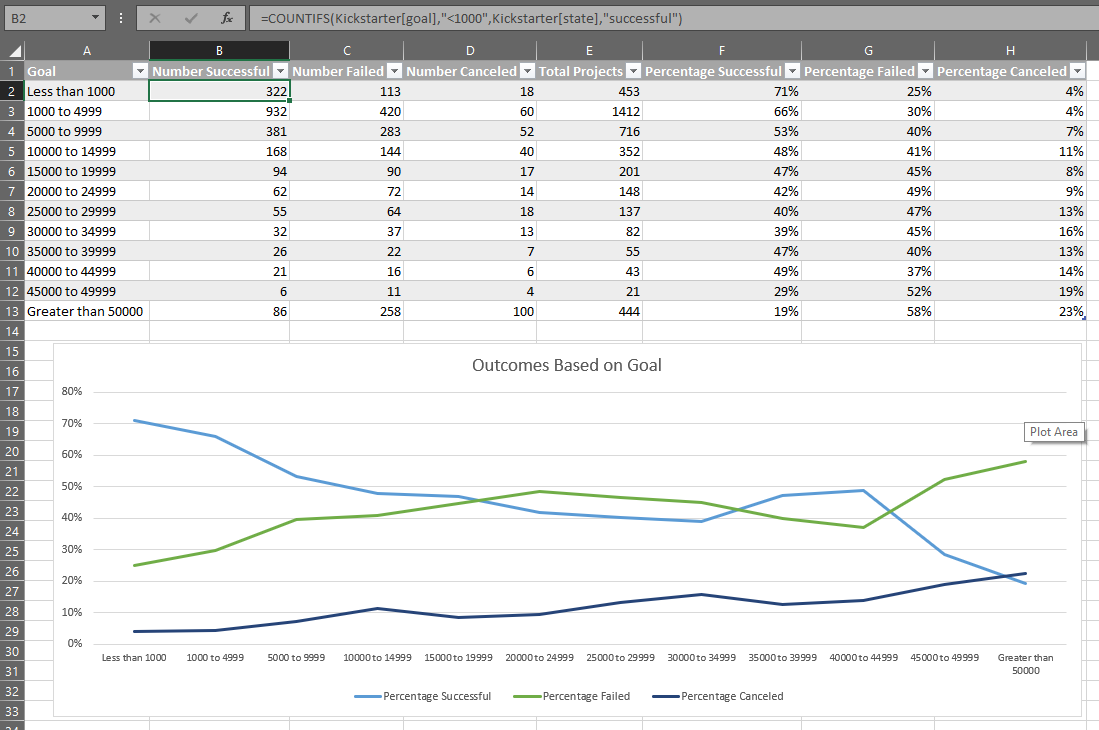 B2 fx =COUNTIFS(Kickstarter[goal],"<1000",Kickstarter[state],"successful")
A B C D E F G H
1 Goal Number Successful Number Failed Number Canceled Total Projects Percentage Successful Percentage Failed Percentage Canceled
2 Less than 1000 322 113 18 453 71% 25% 4%
3 1000 to 4999 932 420 60 1412 66% 30% 4%
4 5000 to 9999 381 283 52 716 53% 40% 7%
5 10000 to 14999 168 144 40 352 48% 41% 11%
6 15000 to 19999 94 90 17 201 47% 45% 8%
7 20000 to 24999 62 72 14 148 42% 49% 9%
8 25000 to 29999 55 64 18 137 40% 47% 13%
9 30000 to 34999 32 37 13 82 39% 45% 16%
10 35000 to 39999 26 22 7 55 47% 40% 13%
11 40000 to 44999 21 16 6 43 49% 37% 14%
12 45000 to 49999 6 11 4 21 29% 52% 19%
13 Greater than 50000 86 258 100 444 19% 58% 23%
14
15
16
17
18
19
20
21
22
23
24
25
26
27
28
29
30
31
32
33
Outcomes Based on Goal
80%
70%
Plot Area
60%
50%
40%
30%
20%
10%
0%
Less than 1000 1000 to 4999 5000 to 9999 10000 to 14999 15000 to 19999 20000 to 24999 25000 to 29999 30000 to 34999 35000 to 39999 40000 to 44999 45000 to 49999 Greater than
50000
Percentage Successful Percentage Failed Percentage Canceled